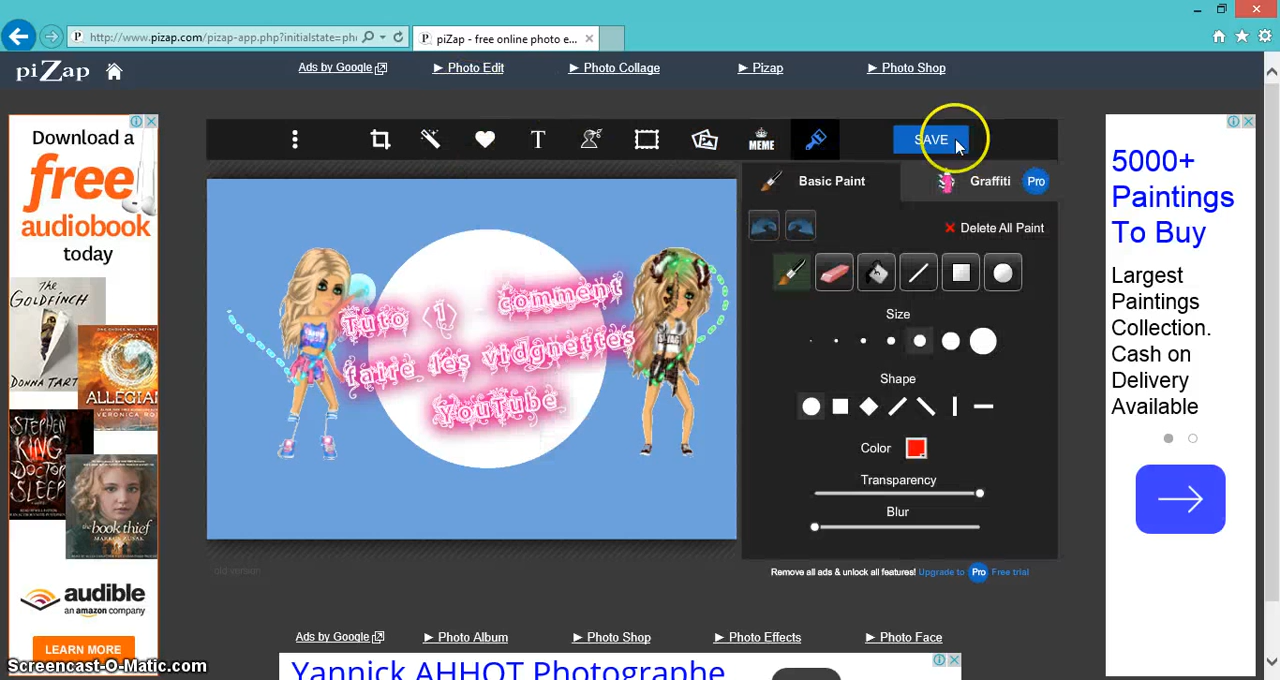 http://www.pizap.com/pizap-app.php?initialstate=ph
piZap - free online photo e...
piZap
Ads by Google
► Photo Edit
► Photo Collage
► Pizap
► Photo Shop
Download a
free
audiobook
today
THE
GOLDFINCH
DONNA
TARTT
ALLEGIANT
VERONICA ROTH
STEPHEN
KING
DOCTOR
SLEEP
the book thief
MARKUS ZUSAK
audible
an amazon company
LEARN MORE
T
MEME
SAVE
Basic Paint
Graffiti
Pro
Delete All Paint
Size
Shape
Color
Transparency
Blur
Tuto <1> comment
faire les vidgnettes
YouTube
old version
Remove all ads & unlock all features! Upgrade to Pro Free trial
5000+
Paintings
To Buy
Largest
Paintings
Collection.
Cash on
Delivery
Available
Ads by Google
► Photo Album
► Photo Shop
► Photo Effects
► Photo Face
Yannick AHHOT Photographe
Screencast-O-Matic.com